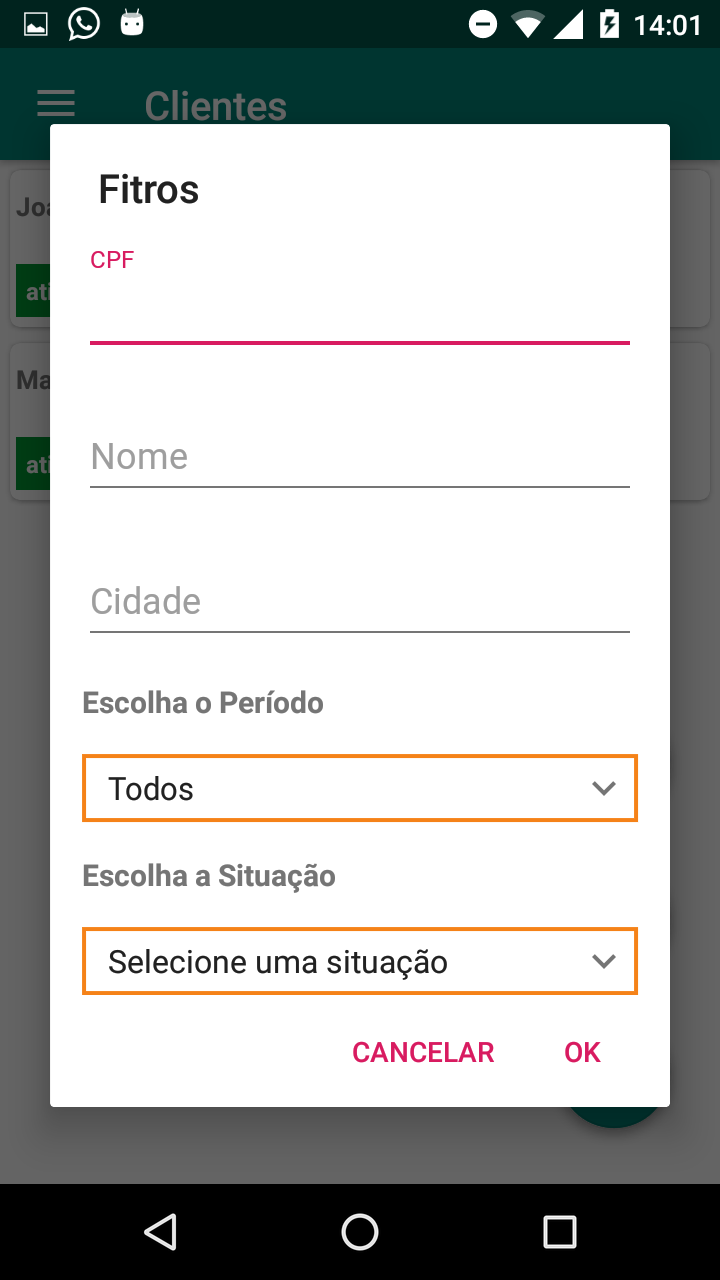 14:01
Clientes
Fitros
CPF
Joa
ati
Ma
ati
Nome
Cidade
Escolha o Período
Todos
Escolha a Situação
Selecione uma situação
CANCELAR OK